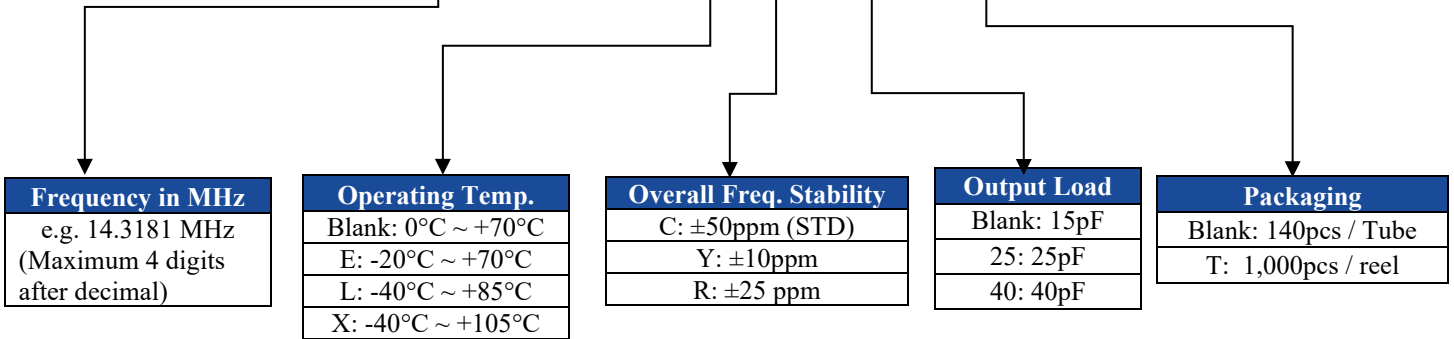 Frequency in MHz
e.g. 14.3181 MHz
(Maximum 4 digits
after decimal)
Operating Temp.
Blank: 0°C ~ +70°C
E: -20°C ~ +70°C
L: -40°C ~ +85°C
X: -40°C ~ +105°C
Overall Freq. Stability
C: ±50ppm (STD)
Y: ±10ppm
R: ±25 ppm
Output Load
Blank: 15pF
25: 25pF
40: 40pF
Packaging
Blank: 140pcs / Tube
T: 1,000pcs / reel